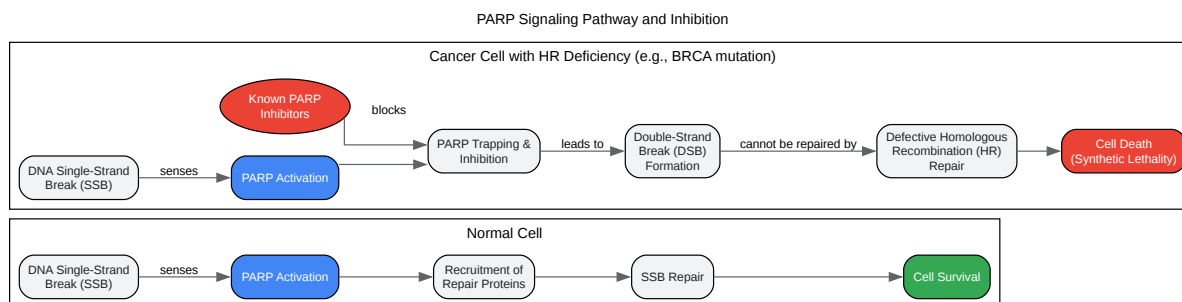 PARP Signaling Pathway and Inhibition
Cancer Cell with HR Deficiency (e.g., BRCA mutation)
Known PARP
Inhibitors
blocks
DNA Single-Strand
Break (SSB)
senses
PARP Activation
PARP Trapping &
Inhibition
leads to
Double-Strand
Break (DSB)
Formation
cannot be repaired by
Defective Homologous
Recombination (HR)
Repair
Cell Death
(Synthetic Lethality)
Normal Cell
DNA Single-Strand
Break (SSB)
senses
PARP Activation
Recruitment of
Repair Proteins
SSB Repair
Cell Survival